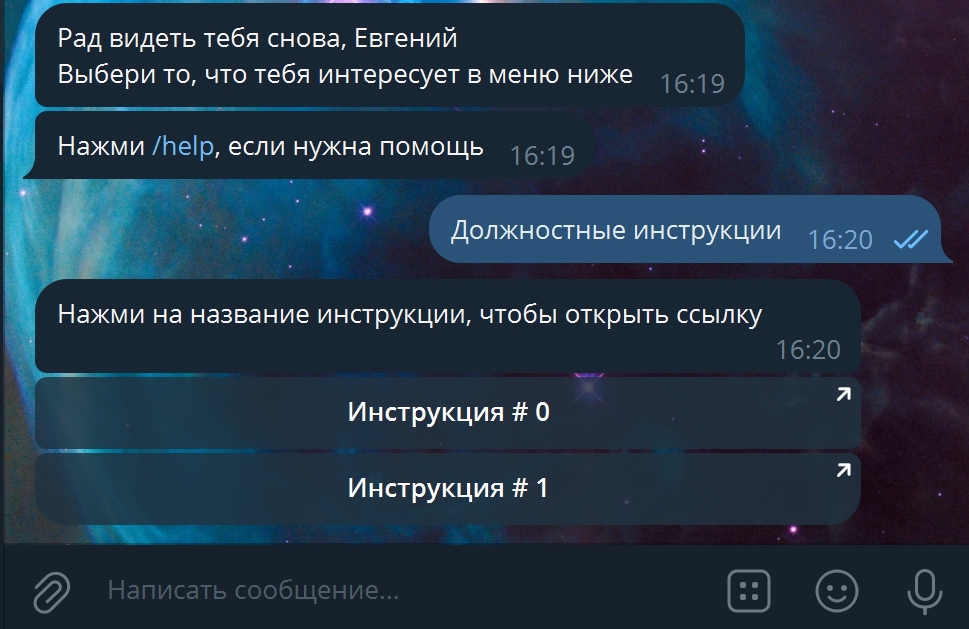 Рад видеть тебя снова, Евгений
Выбери то, что тебя интересует в меню ниже 16:19
Нажми /help, если нужна помощь 16:19
Должностные инструкции 16:20
Нажми на название инструкции, чтобы открыть ссылку
16:20
Инструкция # 0
Инструкция # 1
Написать сообщение...